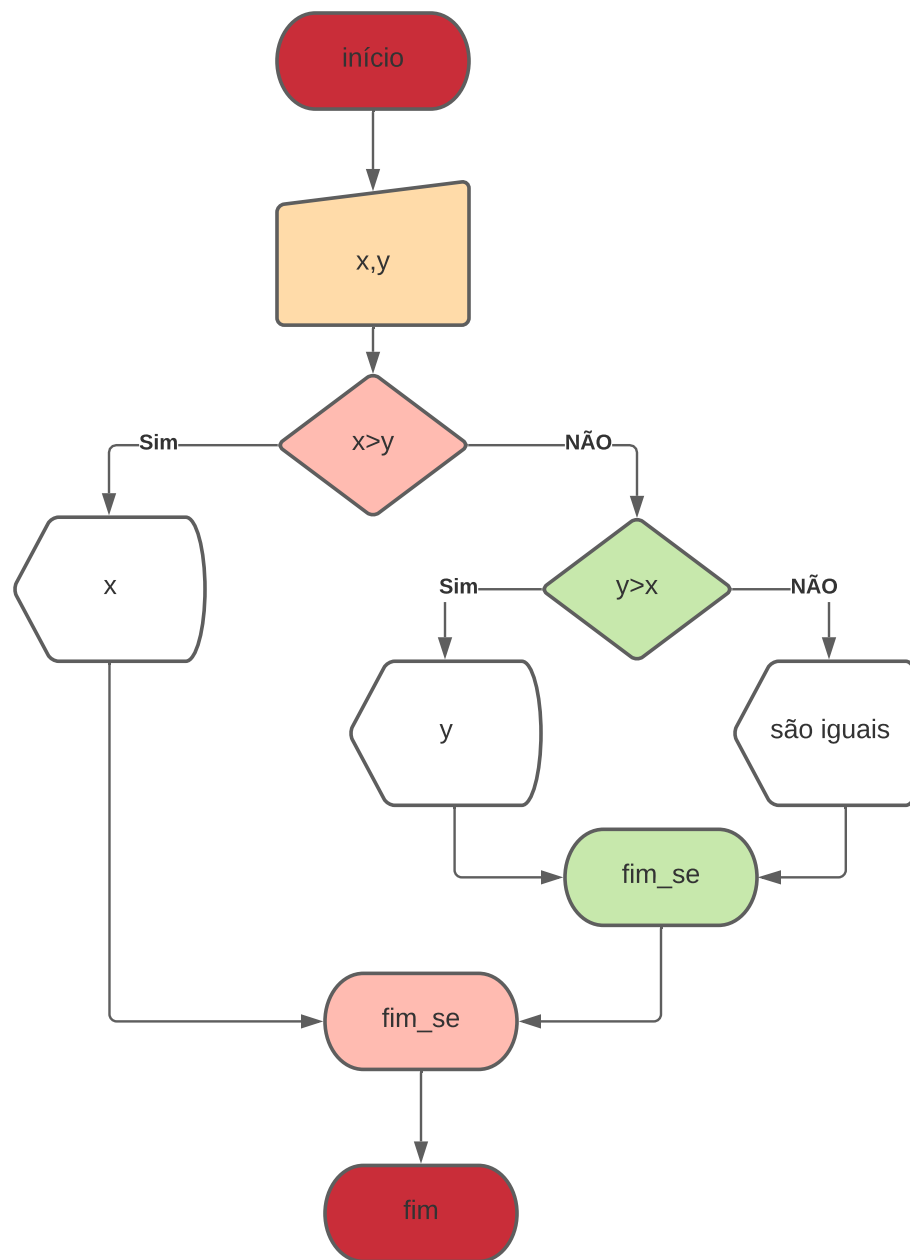 início
x,y
x>y
Sim
NÃO
x
y>x
Sim
NÃO
y
são iguais
fim_se
fim_se
fim